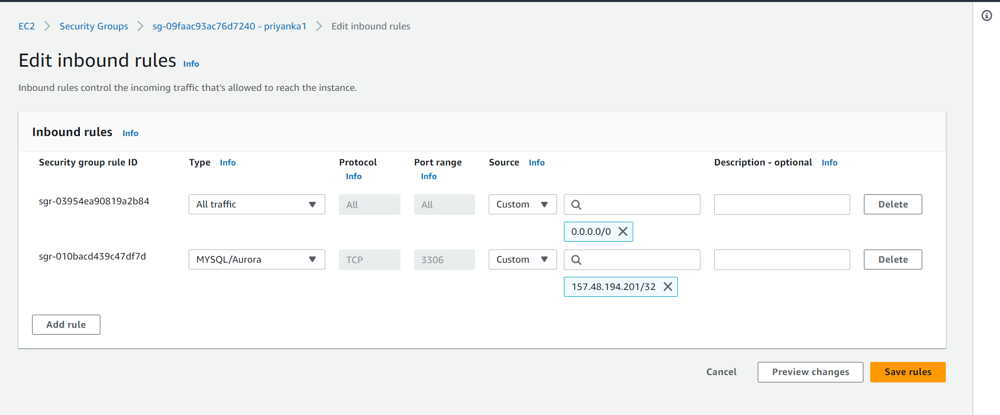 EC2 > Security Groups > sg-09faac93ac76d7240 - priyanka1 > Edit inbound rules
Edit inbound rules Info
Inbound rules control the incoming traffic that's allowed to reach the instance.
Inbound rules Info
Security group rule ID Type Info Protocol Info Port range Info Source Info Description - optional Info
sgr-03954ea90819a2b84 All traffic All All Custom Delete
0.0.0.0/0
sgr-010bacd439c47df7d MYSQL/Aurora TCP 3306 Custom Delete
157.48.194.201/32
Add rule
Cancel Preview changes Save rules